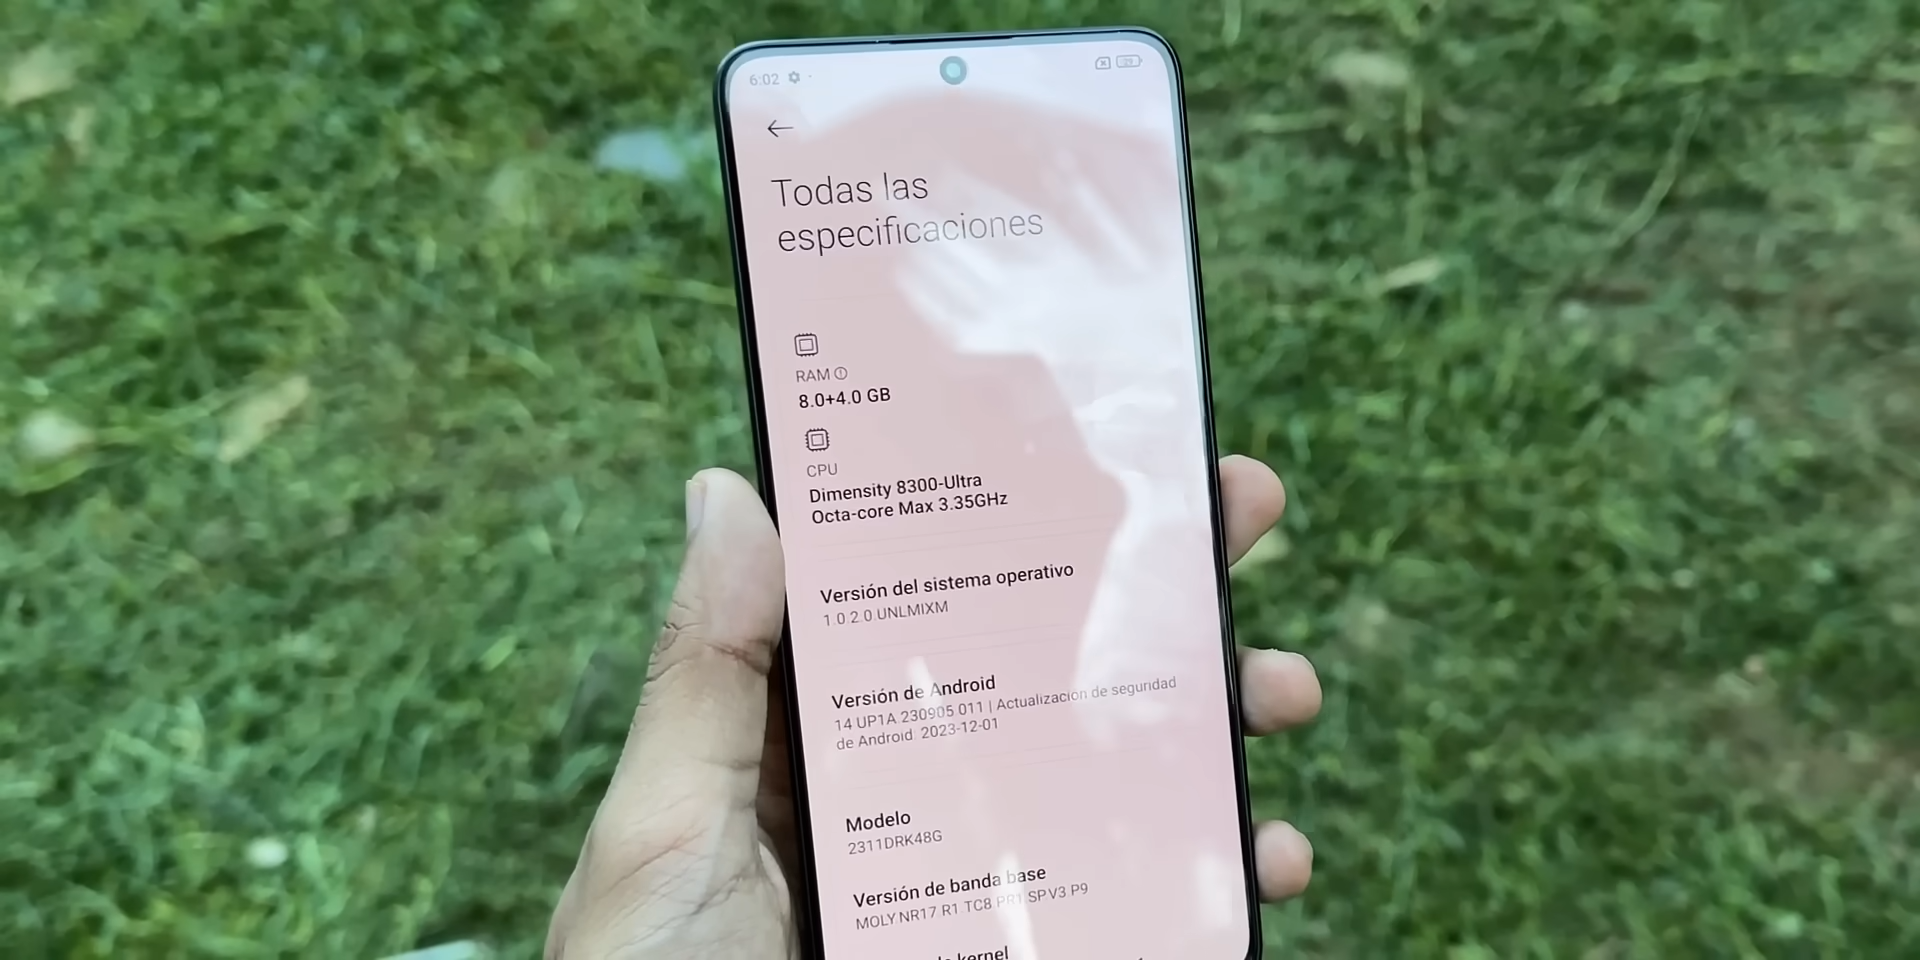 6:02
29
Todas las
especificaciones
RAM
8.0+4.0 GB
CPU
Dimensity 8300-Ultra
Octa-core Max 3.35GHz
Versión del sistema operativo
1.0.2.0.UNLMIXM
Versión de Android
14 UP1A.230905.011 | Actualización de seguridad
de Android: 2023-12-01
Modelo
2311DRK48G
Versión de banda base
MOLY.NR17.R1.TC8.PR1.SP.V3.P9
kernel